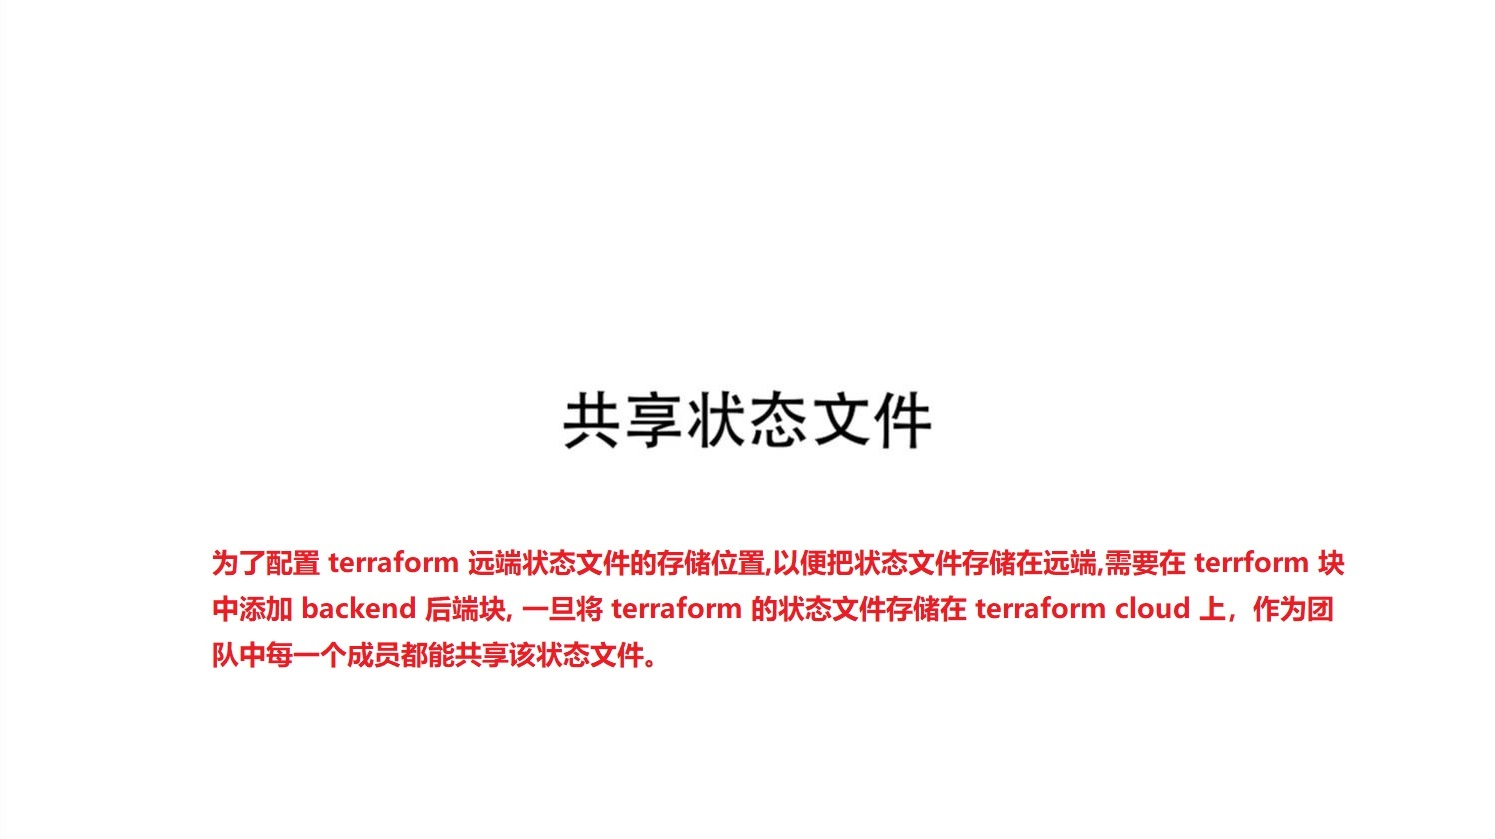 共享状态文件
为了配置 terraform 远端状态文件的存储位置,以便把状态文件存储在远端,需要在 terrform 块
中添加 backend 后端块, 一旦将 terraform 的状态文件存储在 terraform cloud 上，作为团
队中每一个成员都能共享该状态文件。